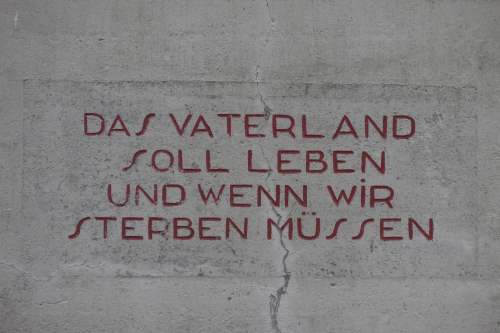 DAS VATERLAND
SOLL LEBEN
UND WENN WiR
STERBEN MÜSSEN